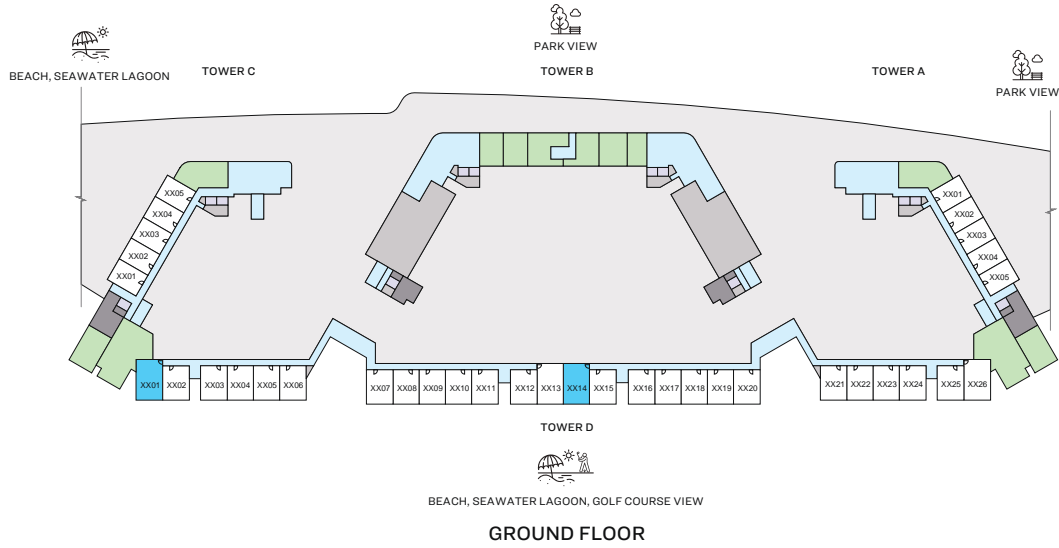 PARK VIEW
BEACH, SEAWATER LAGOON
TOWER C
TOWER B
TOWER A
PARK VIEW
XX05
XX04
XX03
XX02
XX01
XX01
XX02
XX03
XX04
XX05
XX01
XX02
XX03
XX04
XX05
XX06
XX07
XX08
XX09
XX10
XX11
XX12
XX13
XX14
XX15
XX16
XX17
XX18
XX19
XX20
XX21
XX22
XX23
XX24
XX25
XX26
TOWER D
BEACH, SEAWATER LAGOON, GOLF COURSE VIEW
GROUND FLOOR